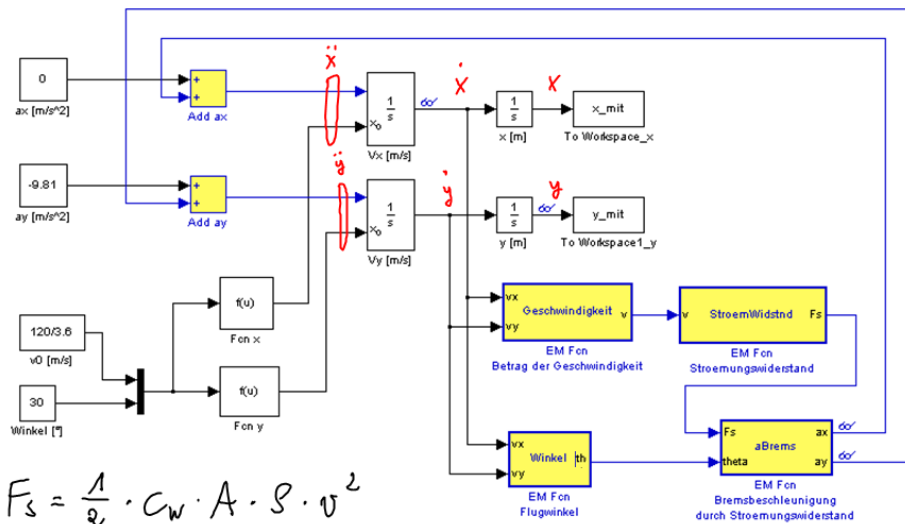 ẍ
ẋ
x
0
ax [m/s^2]
+
+
Add ax
1
s
xo
Vx [m/s]
1
s
x [m]
x_mit
To Workspace_x
ÿ
ẏ
y
-9.81
ay [m/s^2]
+
+
Add ay
1
s
xo
Vy [m/s]
1
s
y [m]
y_mit
To Workspace1_y
120/3.6
v0 [m/s]
30
Winkel [°]
f(u)
Fcn x
f(u)
Fcn y
vx
vy
Geschwindigkeit
v
EM Fcn
Betrag der Geschwindigkeit
v
StroemWidstnd
Fs
EM Fcn
Stroemungswiderstand
vx
vy
Winkel
th
EM Fcn
Flugwinkel
Fs
theta
aBrems
ax
ay
EM Fcn
Bremsbeschleunigung
durch Stroemungswiderstand
Fs = 1/2 · cw · A · ρ · v²